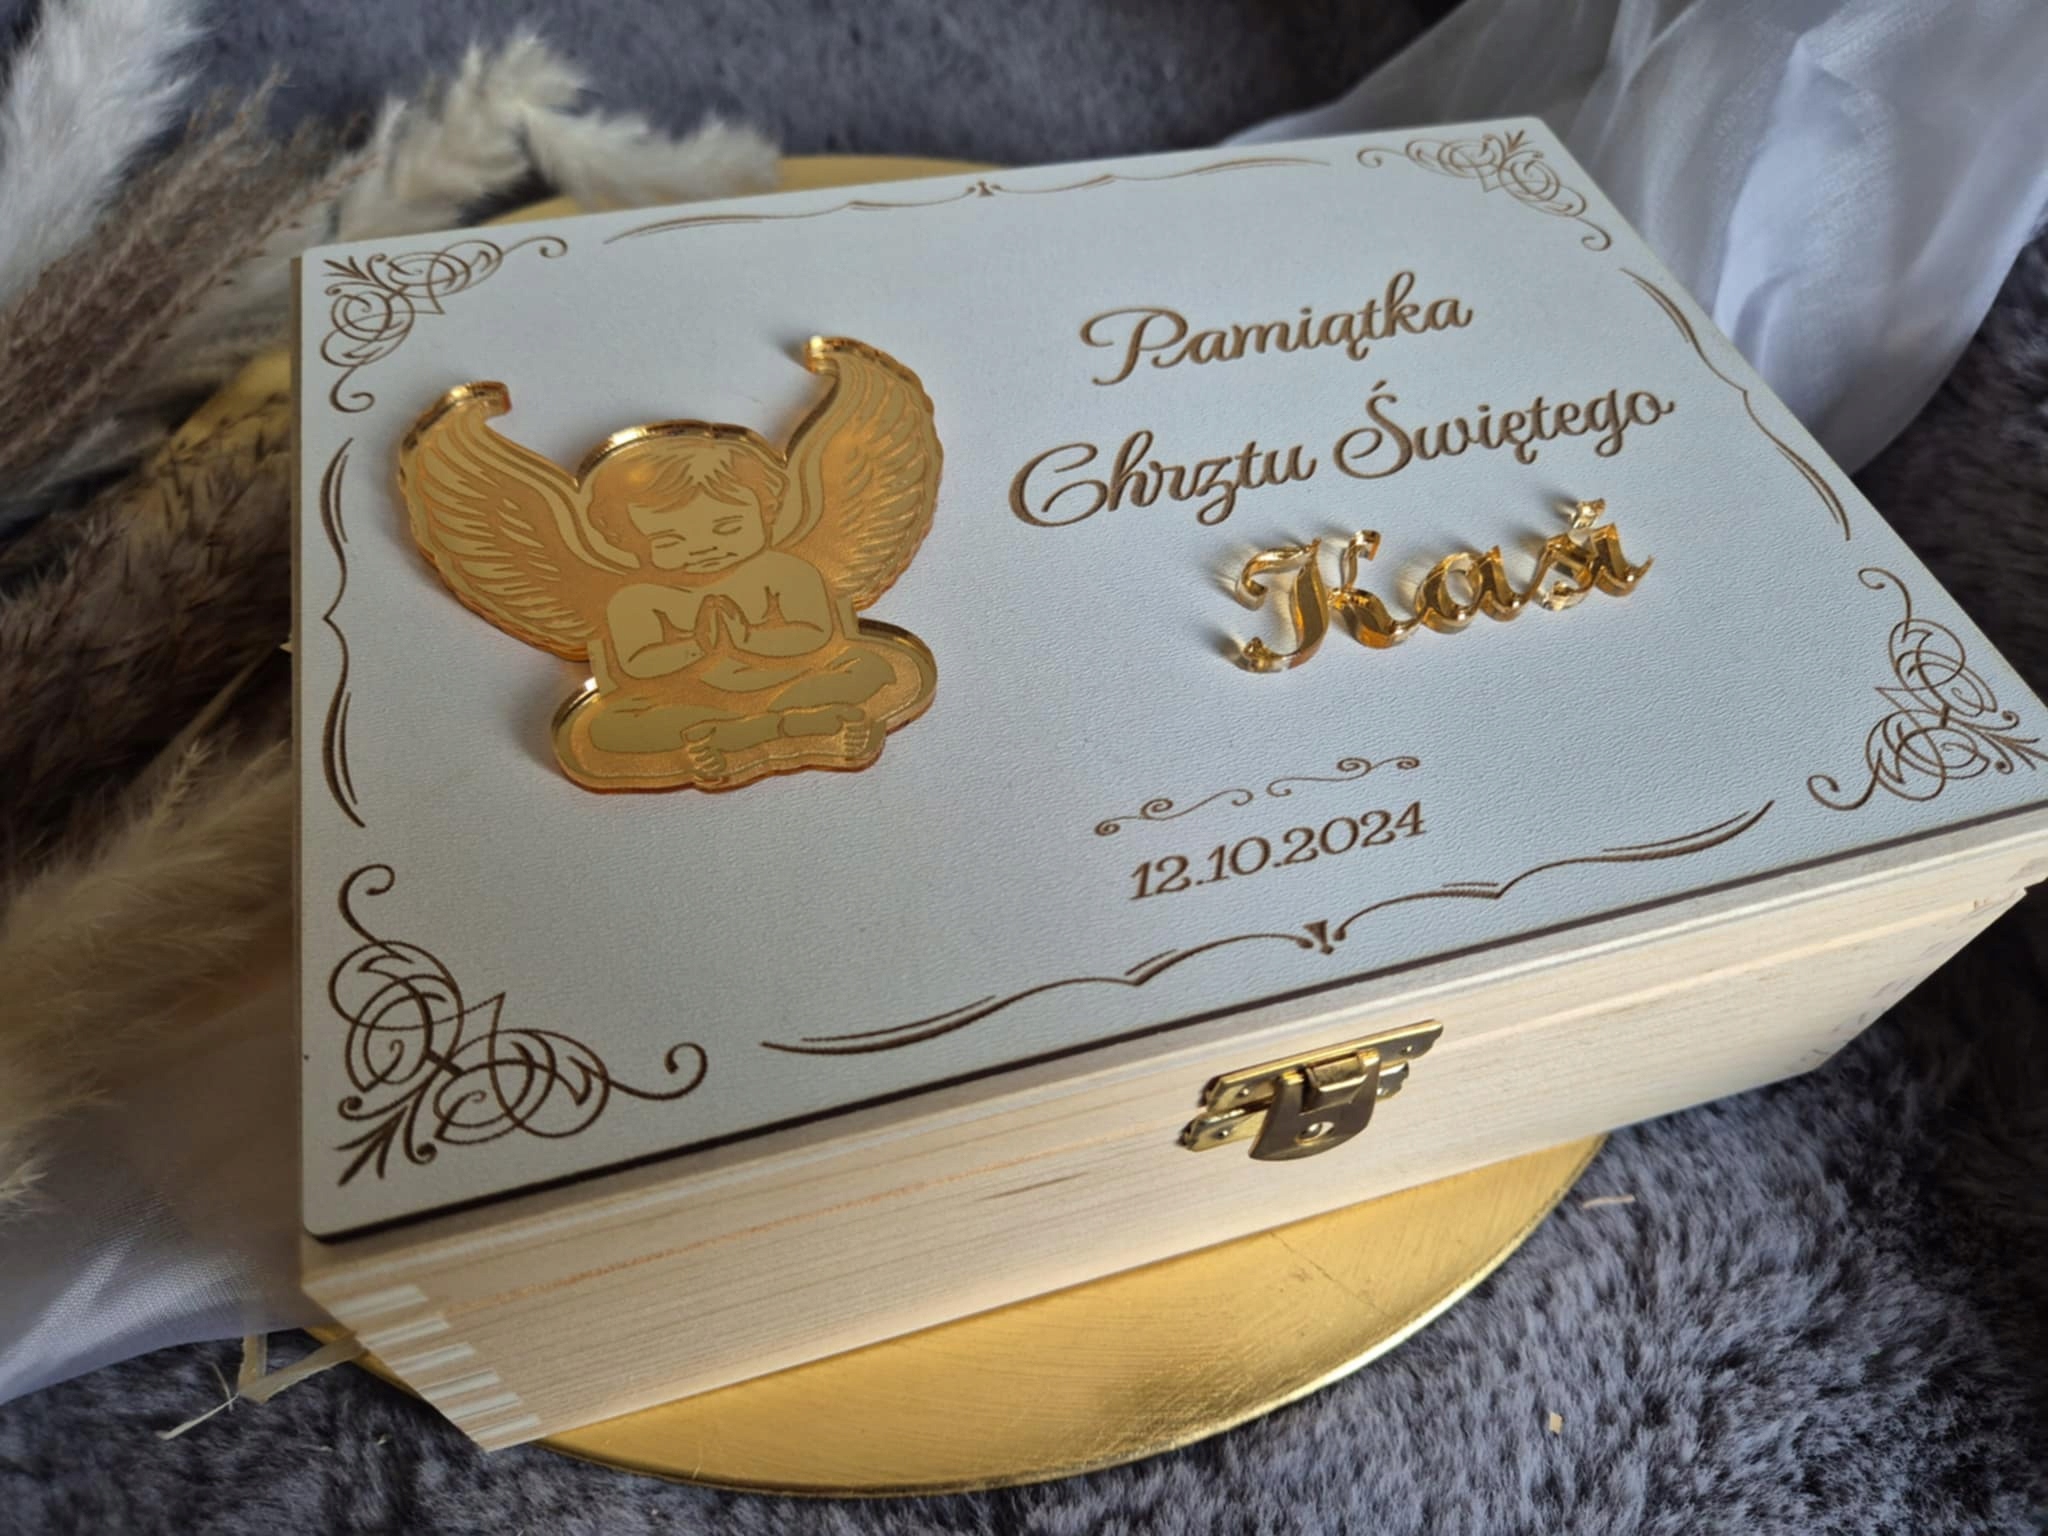 Pamiątka
Chrztu Świętego
Kasi
12.10.2024